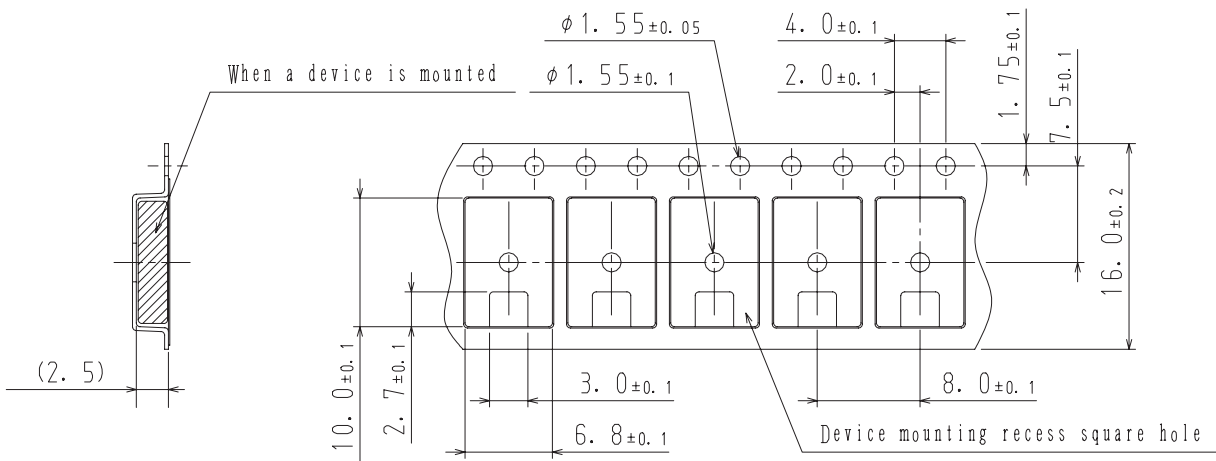 φ1.55±0.05
4.0±0.1
When a device is mounted
φ1.55±0.1
2.0±0.1
1.75±0.1
7.5±0.1
16.0±0.2
(2.5)
10.0±0.1
2.7±0.1
3.0±0.1
8.0±0.1
6.8±0.1
Device mounting recess square hole